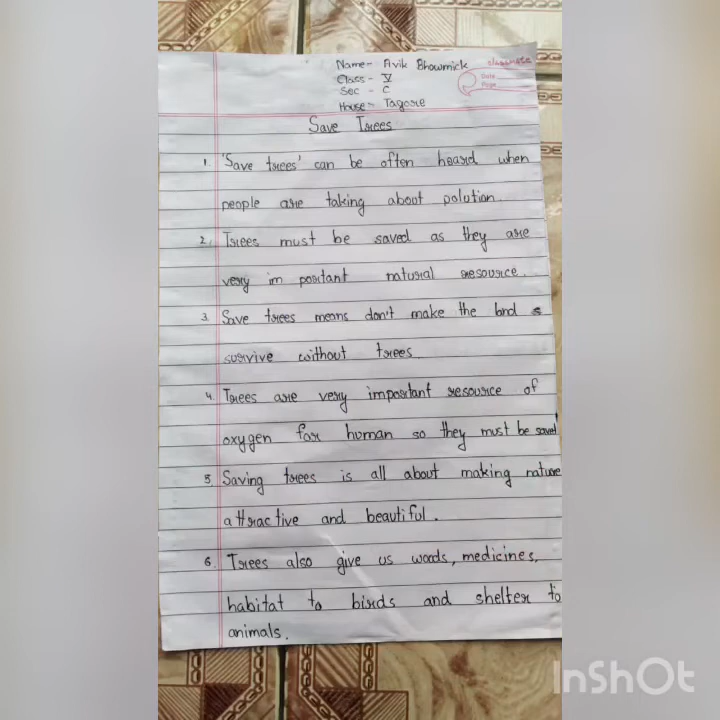 Name- Avik Bhowmick
classmate
Class - V
Date
Sec - C
Page
House- Tagore
Save Trees
1. 'Save trees' can be often heard when
people are taking about polution
2. Trees must be saved as they are
very im portant natural resource.
3. Save trees means don't make the land s
survive without trees
4. Trees are very important resource of
oxygen for human so they must be saved
5. Saving trees is all about making nature
attractive and beautiful.
6. Trees also give us woods, medicines,
habitat to birds and shelter to
animals.
InShOt